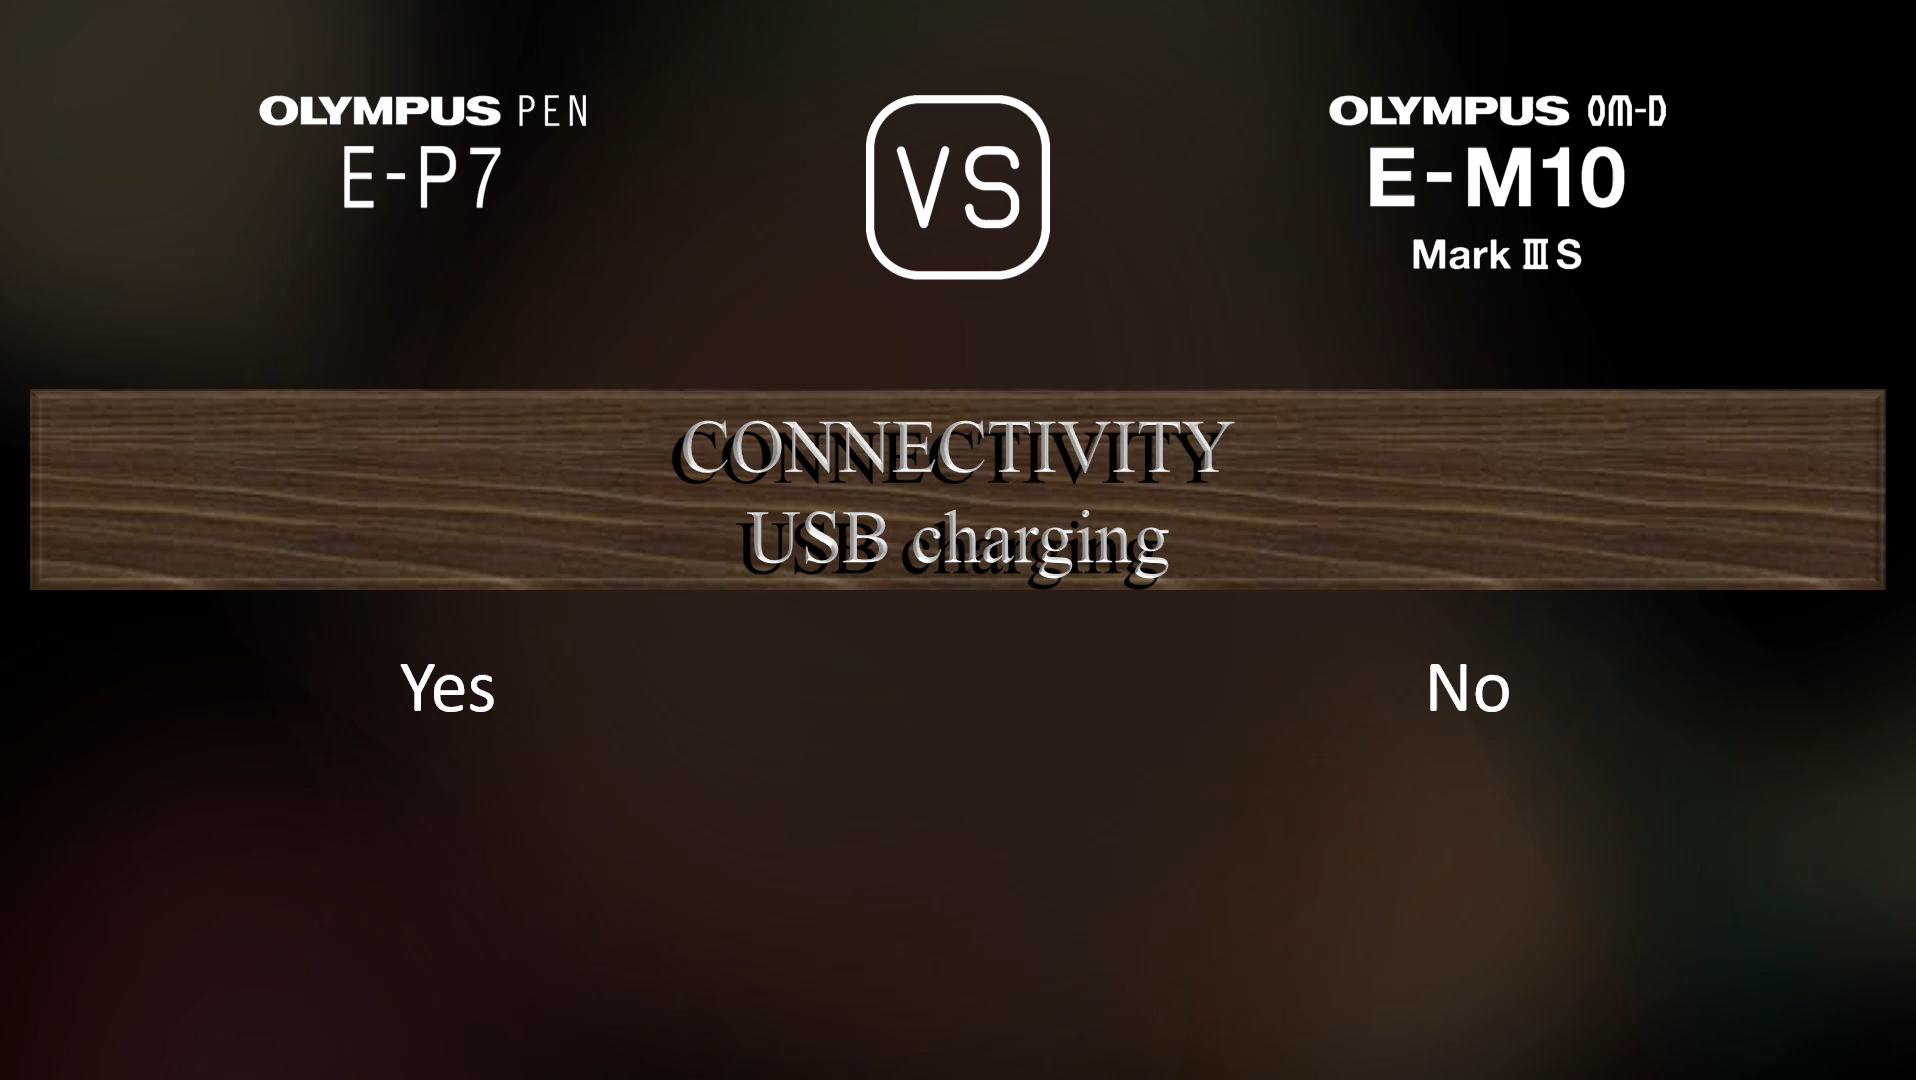 OLYMPUS PEN
E-P7
VS
OLYMPUS OM-D
E-M10
Mark III S
CONNECTIVITY
USB charging
Yes
No